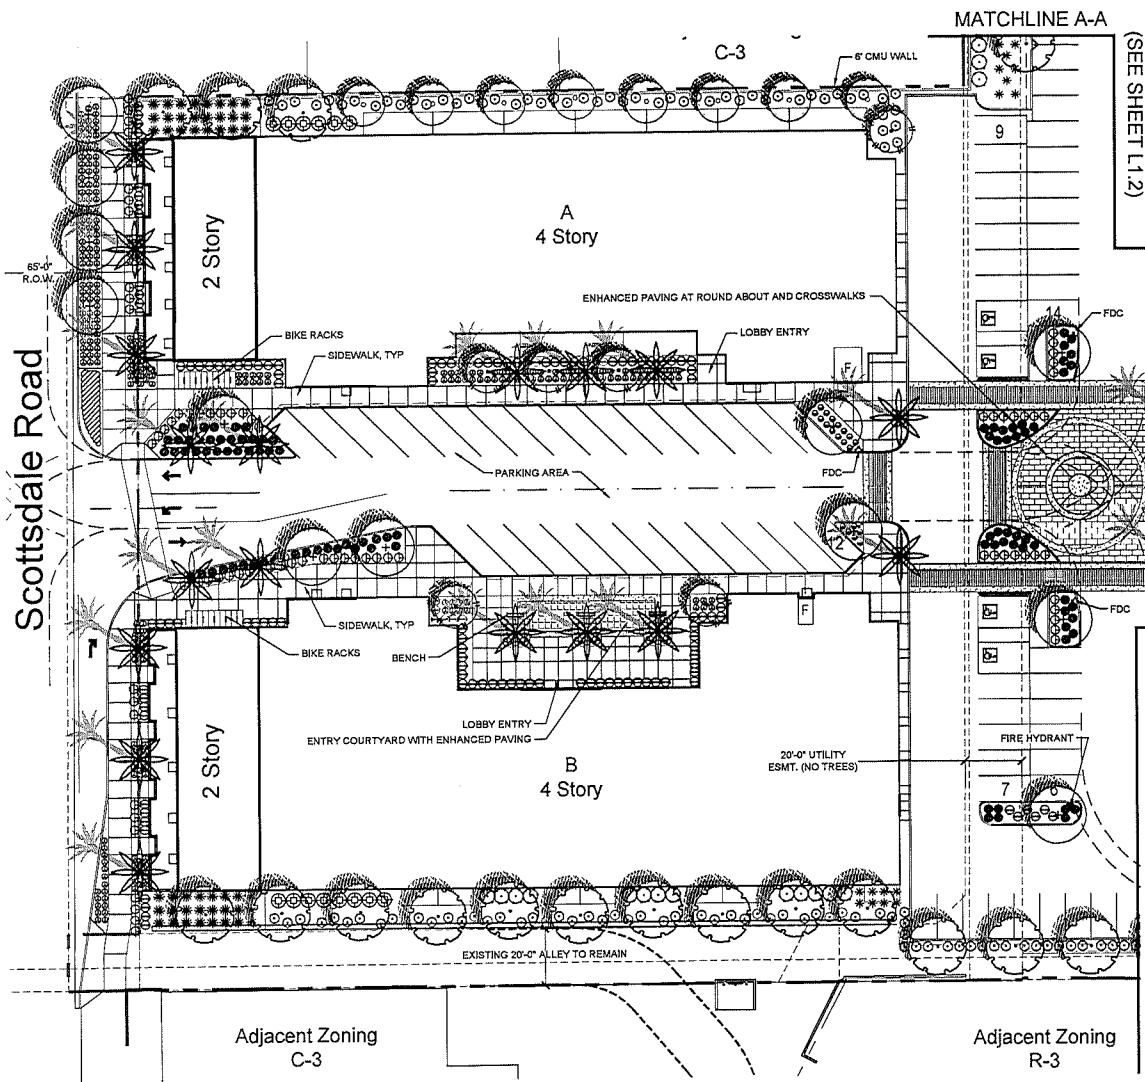 MATCHLINE A-A
(SEE SHEET L1.2)
C-3
6' CMU WALL
9
A
4 Story
2 Story
65'-0"
R.O.W.
ENHANCED PAVING AT ROUND ABOUT AND CROSSWALKS
FDC
14
BIKE RACKS
SIDEWALK, TYP
LOBBY ENTRY
F
Scottsdale Road
PARKING AREA
FDC
12
FDC
F
SIDEWALK, TYP
BIKE RACKS
BENCH
LOBBY ENTRY
ENTRY COURTYARD WITH ENHANCED PAVING
FIRE HYDRANT
20'-0" UTILITY
ESMT. (NO TREES)
2 Story
B
4 Story
7
6
EXISTING 20'-0" ALLEY TO REMAIN
Adjacent Zoning
C-3
Adjacent Zoning
R-3